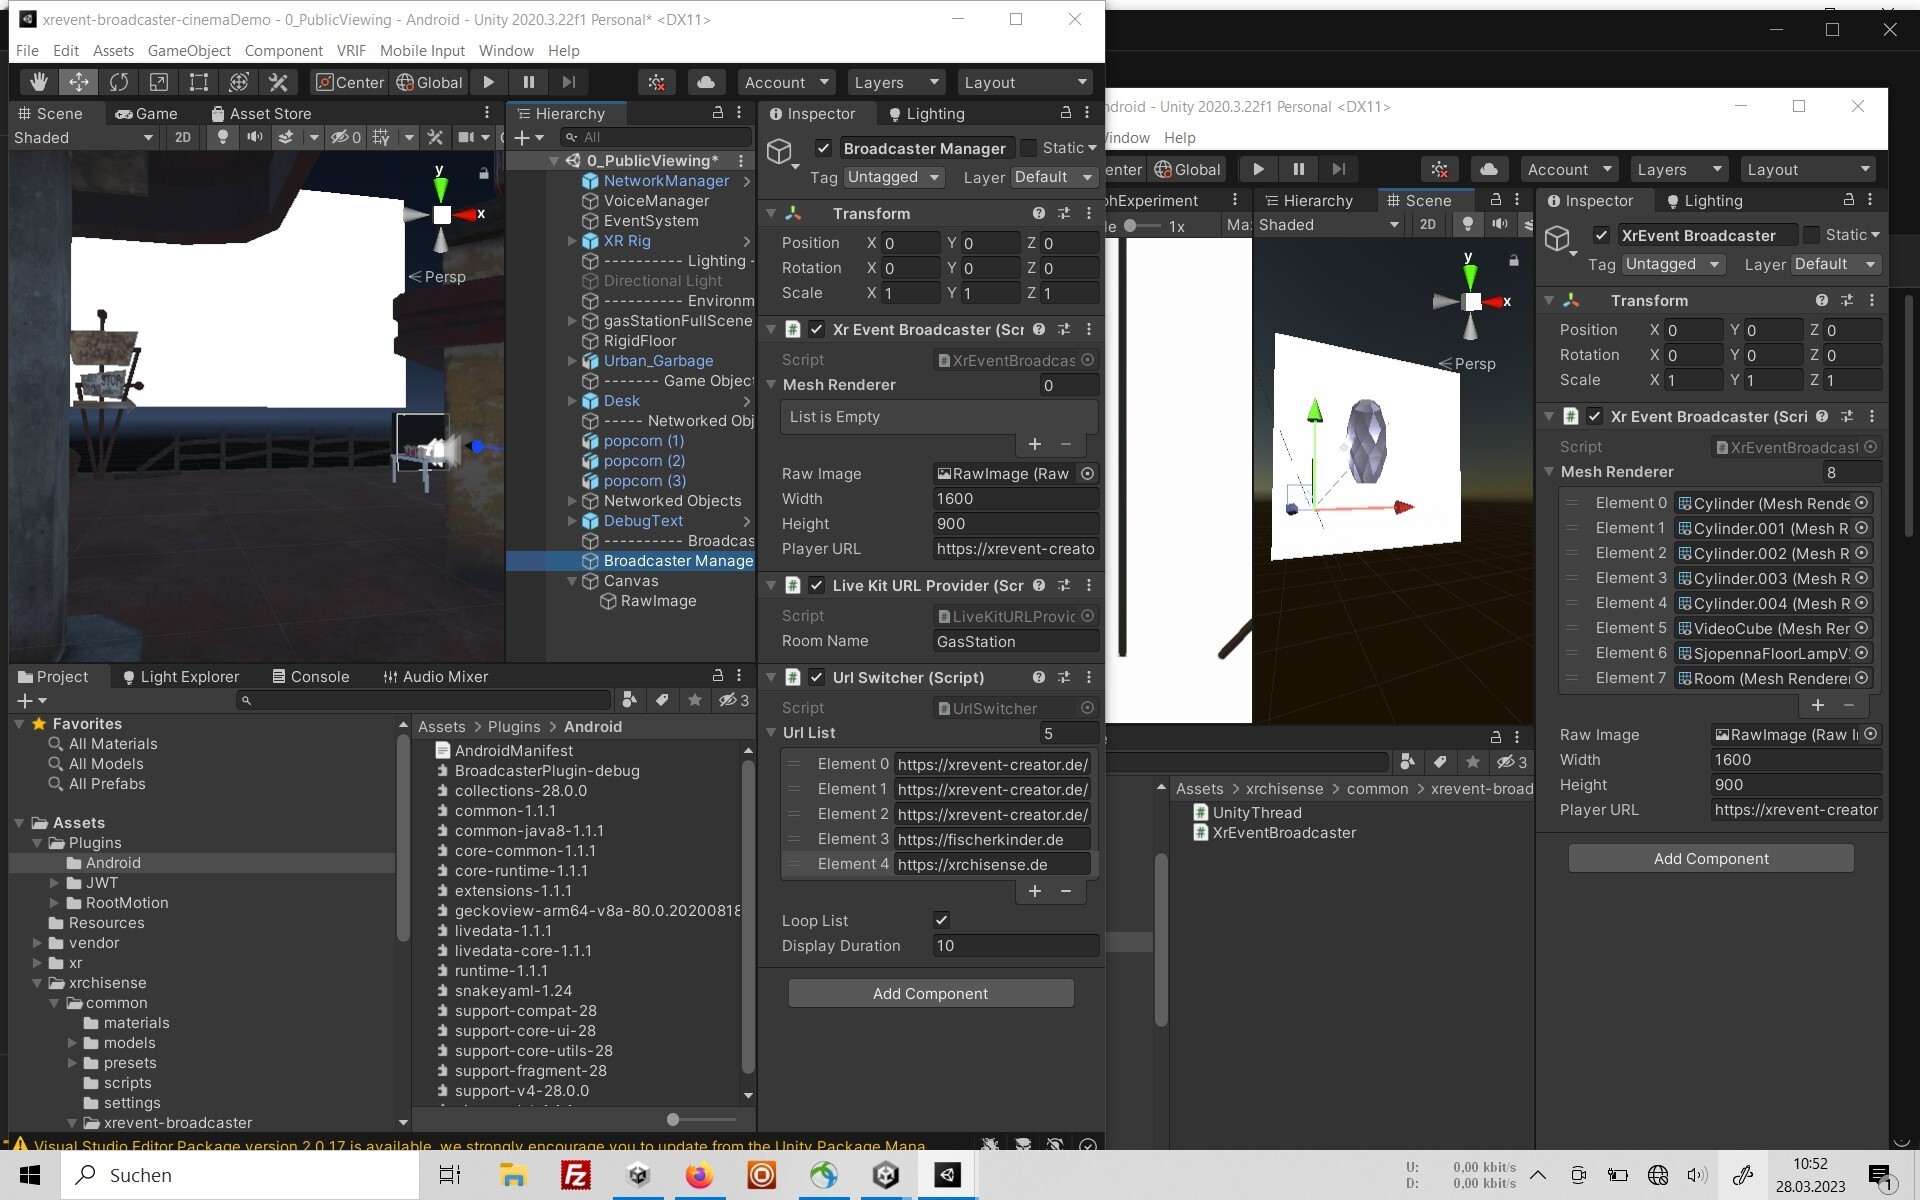 xrevent-broadcaster-cinemaDemo - 0_PublicViewing - Android - Unity 2020.3.22f1 Personal* <DX11>
File Edit Assets GameObject Component VRIF Mobile Input Window Help
Center Global Account Layers Layout
Scene Game Asset Store
Shaded 2D 0
y
x
Persp
Hierarchy
All
0_PublicViewing*
NetworkManager
VoiceManager
EventSystem
XR Rig
---------- Lighting -
Directional Light
---------- Environm
gasStationFullScene
RigidFloor
Urban_Garbage
------- Game Objec
Desk
----- Networked Obj
popcorn (1)
popcorn (2)
popcorn (3)
Networked Objects
DebugText
---------- Broadcas
Broadcaster Manage
Canvas
RawImage
Inspector Lighting
Broadcaster Manager Static
Tag Untagged Layer Default
Transform
Position X 0 Y 0 Z 0
Rotation X 0 Y 0 Z 0
Scale X 1 Y 1 Z 1
Xr Event Broadcaster (Scr
Script XrEventBroadcas
Mesh Renderer 0
List is Empty
Raw Image RawImage (Raw
Width 1600
Height 900
Player URL https://xrevent-creato
Live Kit URL Provider (Scr
Script LiveKitURLProvic
Room Name GasStation
Url Switcher (Script)
Script UrlSwitcher
Url List 5
Element 0 https://xrevent-creator.de/
Element 1 https://xrevent-creator.de/
Element 2 https://xrevent-creator.de/
Element 3 https://fischerkinder.de
Element 4 https://xrchisense.de
Loop List
Display Duration 10
Add Component
Project Light Explorer Console Audio Mixer
3
Favorites
All Materials
All Models
All Prefabs
Assets
Plugins
Android
JWT
RootMotion
Resources
vendor
xr
xrchisense
common
materials
models
presets
scripts
settings
xrevent-broadcaster
Assets > Plugins > Android
AndroidManifest
BroadcasterPlugin-debug
collections-28.0.0
common-1.1.1
common-java8-1.1.1
core-common-1.1.1
core-runtime-1.1.1
extensions-1.1.1
geckoview-arm64-v8a-80.0.20200818
livedata-1.1.1
livedata-core-1.1.1
runtime-1.1.1
snakeyaml-1.24
support-compat-28
support-core-ui-28
support-core-utils-28
support-fragment-28
support-v4-28.0.0
Visual Studio Editor Package version 2.0.17 is available, we strongly encourage you to update from the Unity Package Mana
ndroid - Unity 2020.3.22f1 Personal <DX11>
indow Help
enter Global Account Layers Layout
phExperiment Hierarchy Scene
le 1x Ma: Shaded 2D
y
x
Persp
Inspector Lighting
XrEvent Broadcaster Static
Tag Untagged Layer Default
Transform
Position X 0 Y 0 Z 0
Rotation X 0 Y 0 Z 0
Scale X 1 Y 1 Z 1
Xr Event Broadcaster (Scri
Script XrEventBroadcast
Mesh Renderer 8
Element 0 Cylinder (Mesh Rende
Element 1 Cylinder.001 (Mesh R
Element 2 Cylinder.002 (Mesh R
Element 3 Cylinder.003 (Mesh R
Element 4 Cylinder.004 (Mesh R
Element 5 VideoCube (Mesh Rer
Element 6 SjopennaFloorLampV:
Element 7 Room (Mesh Renderer
Raw Image RawImage (Raw I
Width 1600
Height 900
Player URL https://xrevent-creator
Add Component
3
Assets > xrchisense > common > xrevent-broad
UnityThread
XrEventBroadcaster
Suchen
U: 0,00 kbit/s
D: 0,00 kbit/s
10:52
28.03.2023
1